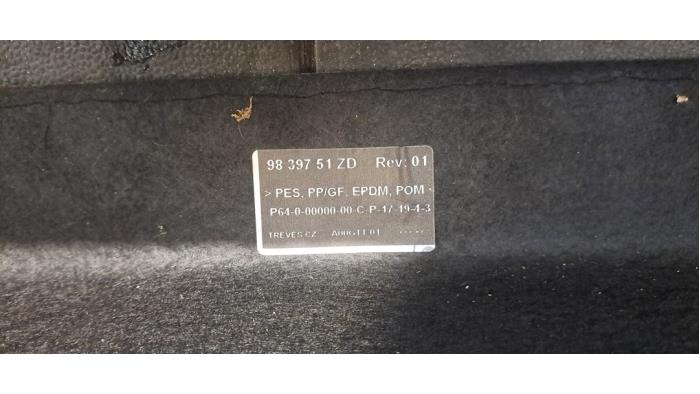 98 397 51 ZD Rev: 01
> PES, PP/GF, EPDM, POM
P64-0-00000-00-C-P-17-19-4-3
TREVES CZ